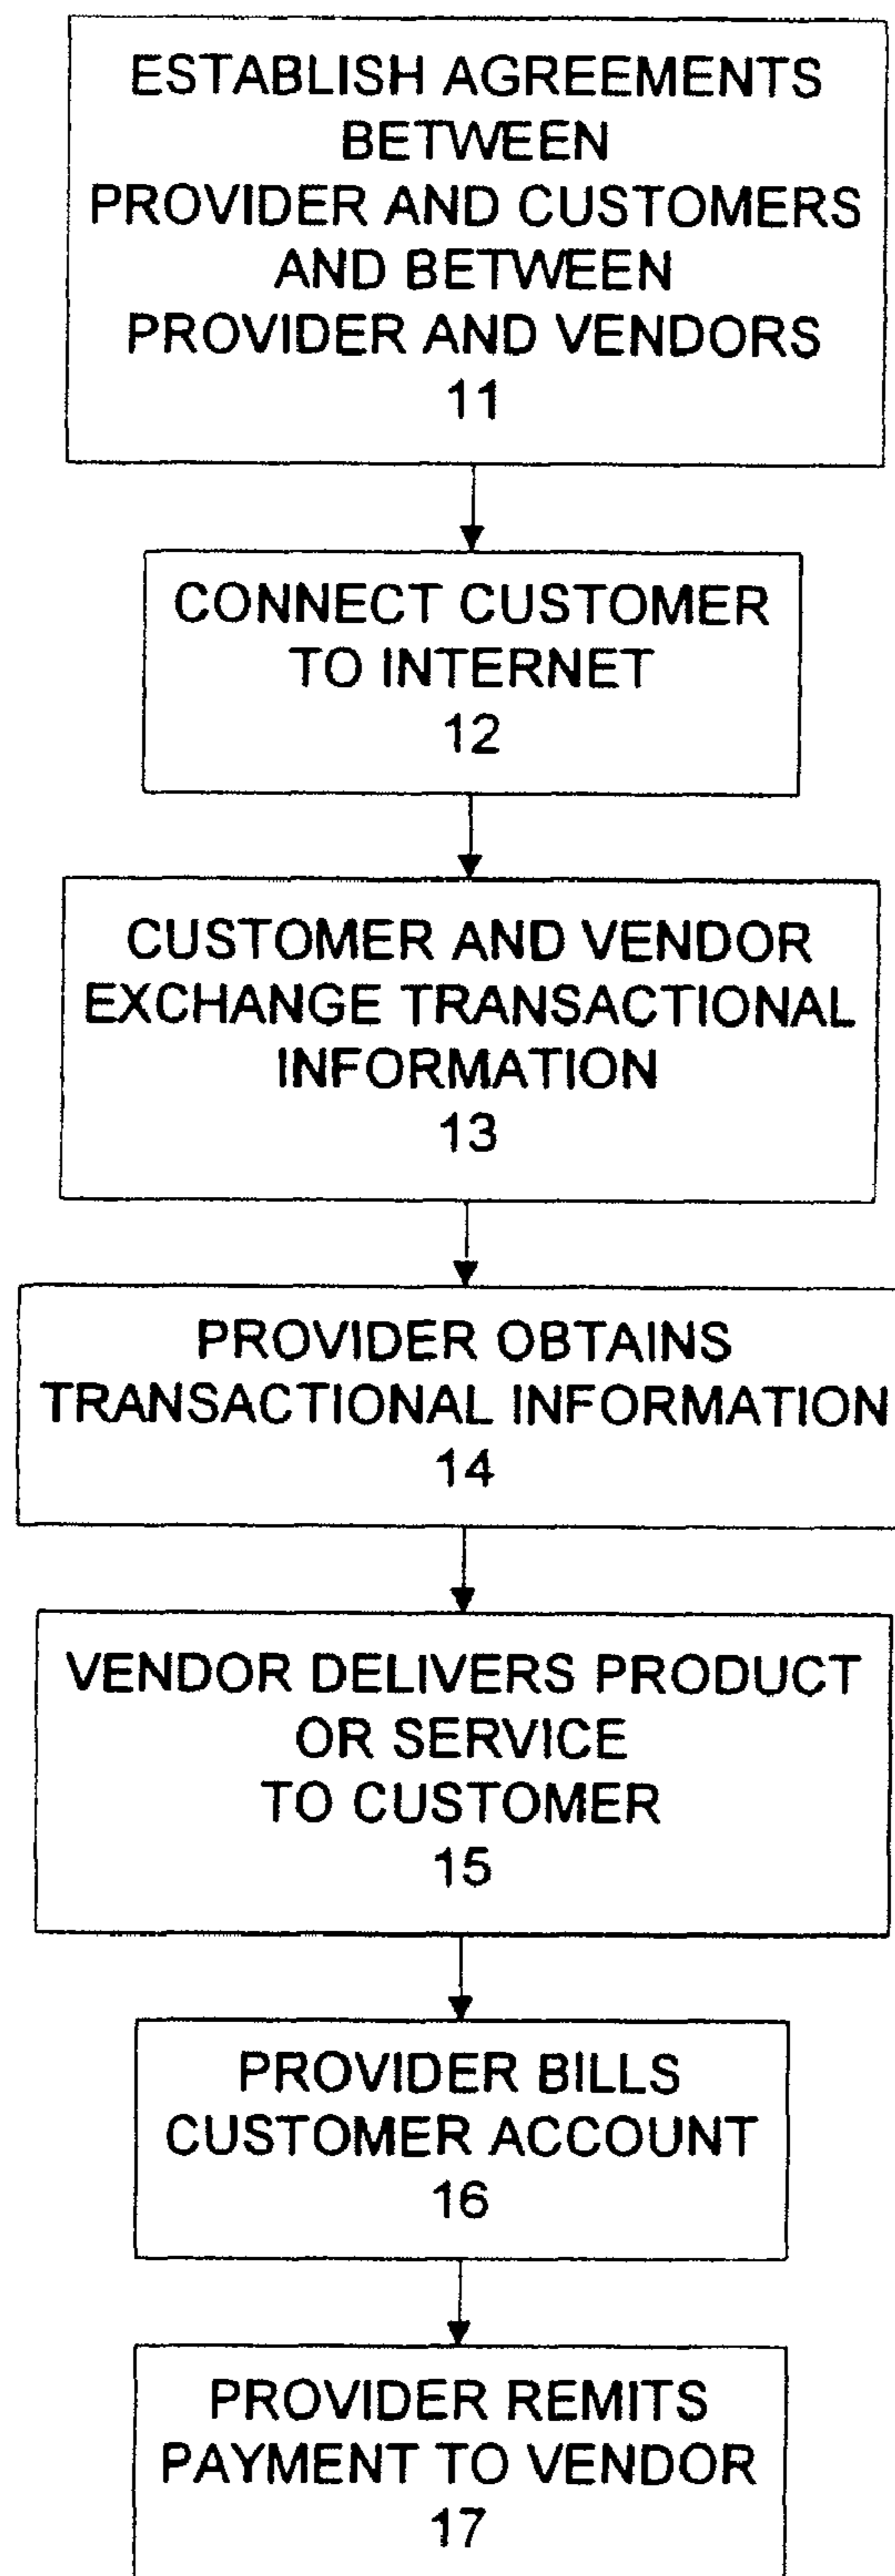 ESTABLISH AGREEMENTS
BETWEEN
PROVIDER AND CUSTOMERS
AND BETWEEN
PROVIDER AND VENDORS
11
CONNECT CUSTOMER
TO INTERNET
12
CUSTOMER AND VENDOR
EXCHANGE TRANSACTIONAL
INFORMATION
13
PROVIDER OBTAINS
TRANSACTIONAL INFORMATION
14
VENDOR DELIVERS PRODUCT
OR SERVICE
TO CUSTOMER
15
PROVIDER BILLS
CUSTOMER ACCOUNT
16
PROVIDER REMITS
PAYMENT TO VENDOR
17